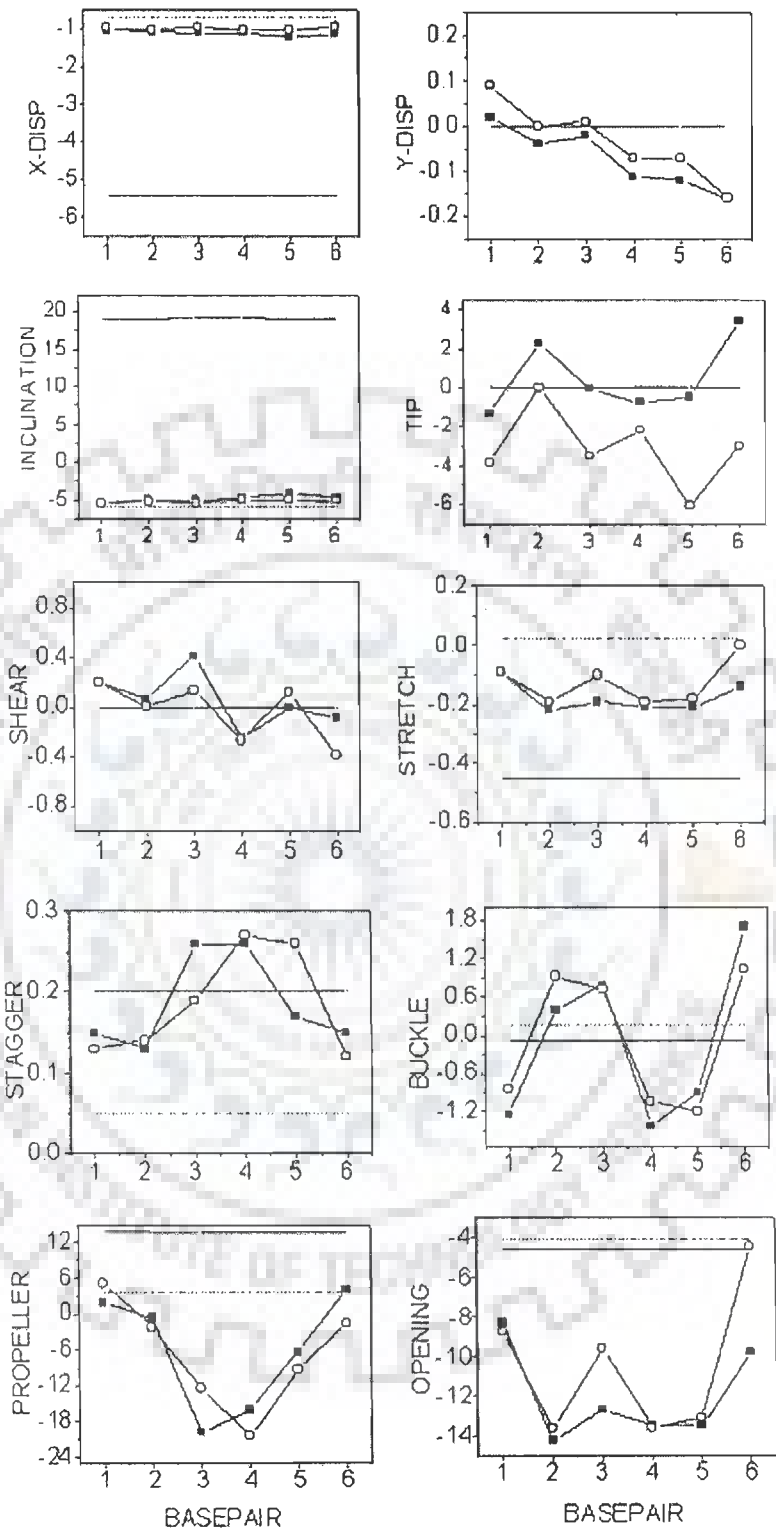 X-DISP
-1
-2
-3
-4
-5
-6
1 2 3 4 5 6
Y-DISP
0.2
0.1
0.0
-0.1
-0.2
1 2 3 4 5 6
INCLINATION
20
15
10
5
0
-5
1 2 3 4 5 6
TIP
4
2
0
-2
-4
-6
1 2 3 4 5 6
SHEAR
0.8
0.4
0.0
-0.4
-0.8
1 2 3 4 5 6
STRETCH
0.2
0.0
-0.2
-0.4
-0.6
1 2 3 4 5 6
STAGGER
0.3
0.2
0.1
0.0
1 2 3 4 5 6
BUCKLE
1.8
1.2
0.6
0.0
-0.6
-1.2
1 2 3 4 5 6
PROPELLER
12
6
0
-6
-12
-18
-24
1 2 3 4 5 6
BASEPAIR
OPENING
-4
-6
-8
-10
-12
-14
1 2 3 4 5 6
BASEPAIR